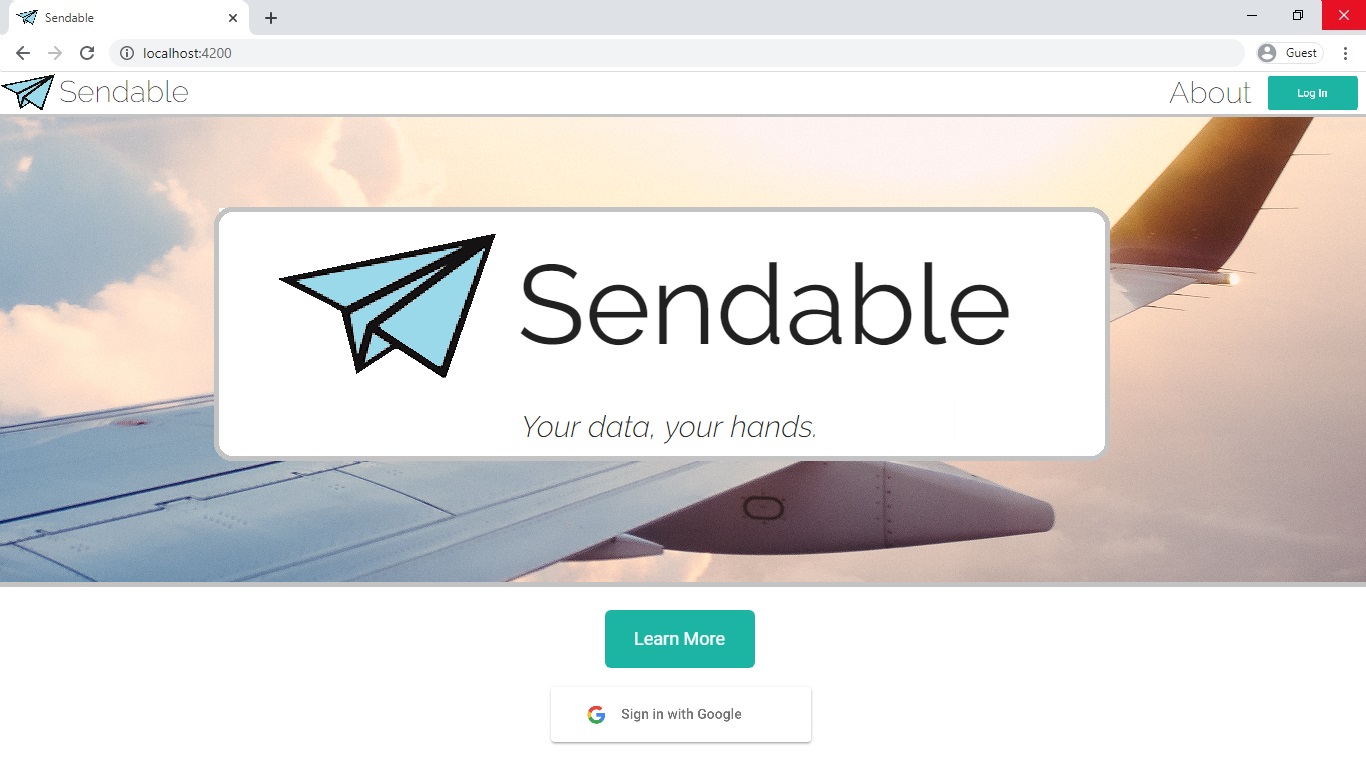 Sendable
localhost:4200
Guest
Sendable
About
Log In
Sendable
Your data, your hands.
Learn More
Sign in with Google